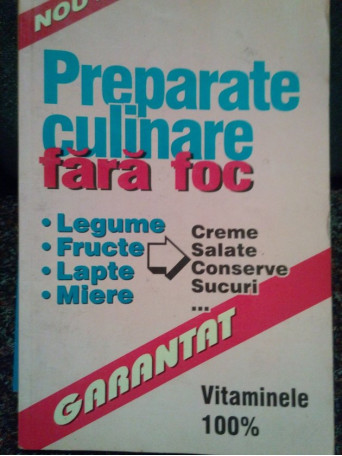 NOU
Preparate
culinare
fără foc
• Legume
• Fructe
• Lapte
• Miere
Creme
Salate
Conserve
Sucuri
...
GARANTAT
Vitaminele
100%